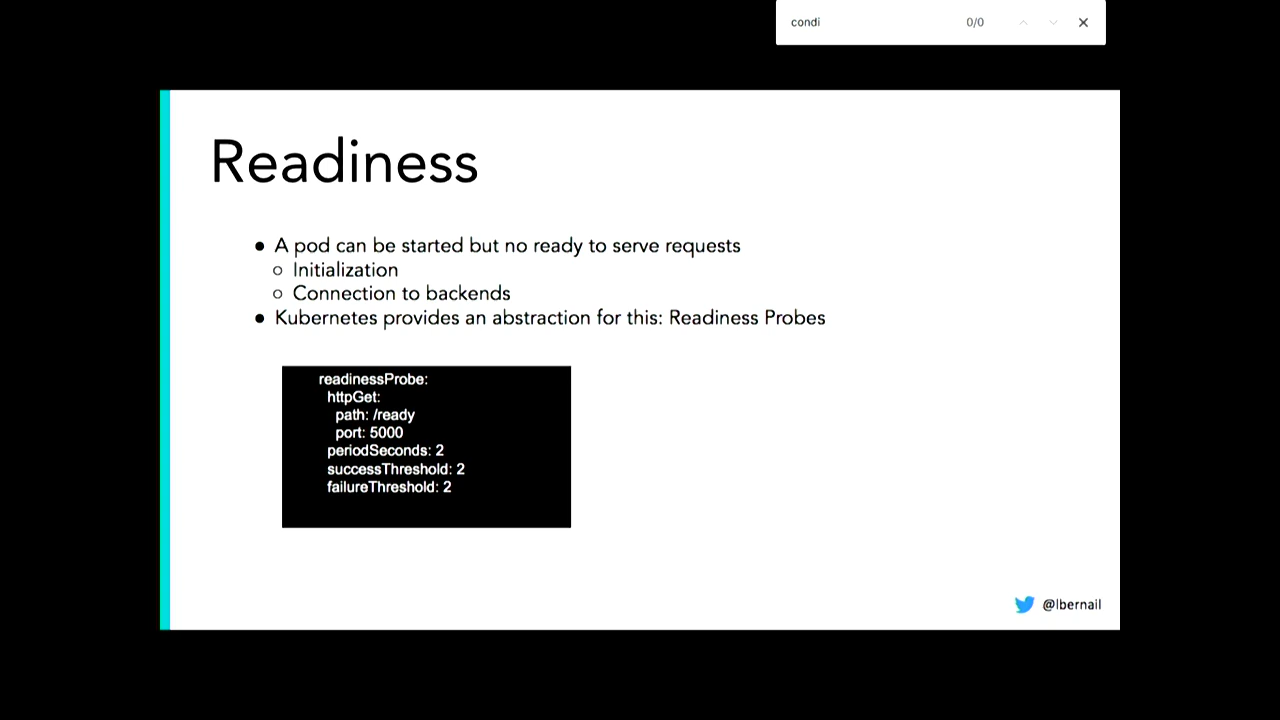 condi 0/0
Readiness
● A pod can be started but no ready to serve requests
○ Initialization
○ Connection to backends
● Kubernetes provides an abstraction for this: Readiness Probes
readinessProbe:
httpGet:
path: /ready
port: 5000
periodSeconds: 2
successThreshold: 2
failureThreshold: 2
@lbernail